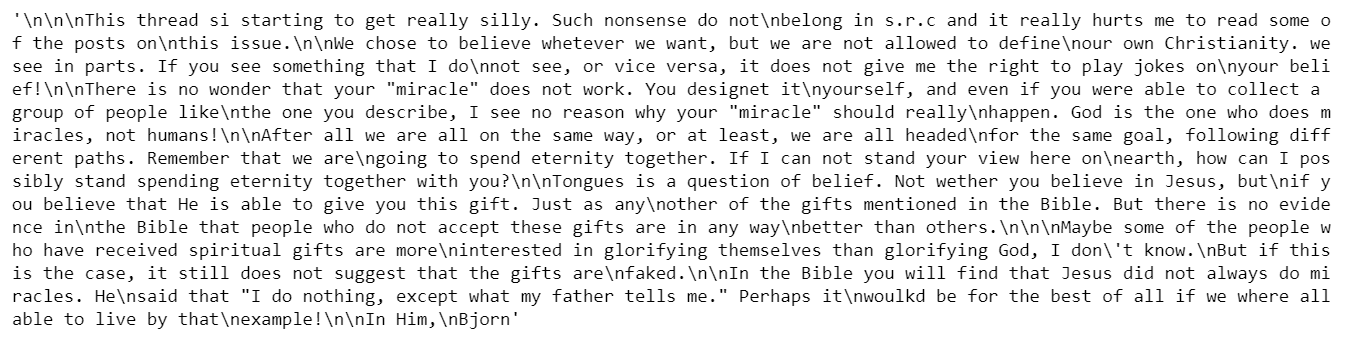 '\n\n\nThis thread si starting to get really silly. Such nonsense do not\nbelong in s.r.c and it really hurts me to read some o
f the posts on\nthis issue.\n\nWe chose to believe whetever we want, but we are not allowed to define\nour own Christianity. we
see in parts. If you see something that I do\nnot see, or vice versa, it does not give me the right to play jokes on\nyour beli
ef!\n\nThere is no wonder that your "miracle" does not work. You designet it\nyourself, and even if you were able to collect a
group of people like\nthe one you describe, I see no reason why your "miracle" should really\nhappen. God is the one who does m
iracles, not humans!\n\nAfter all we are all on the same way, or at least, we are all headed\nfor the same goal, following diff
erent paths. Remember that we are\ngoing to spend eternity together. If I can not stand your view here on\nearth, how can I pos
sibly stand spending eternity together with you?\n\nTongues is a question of belief. Not wether you believe in Jesus, but\nif y
ou believe that He is able to give you this gift. Just as any\nother of the gifts mentioned in the Bible. But there is no evide
nce in\nthe Bible that people who do not accept these gifts are in any way\nbetter than others.\n\n\nMaybe some of the people w
ho have received spiritual gifts are more\ninterested in glorifying themselves than glorifying God, I don\'t know.\nBut if this
is the case, it still does not suggest that the gifts are\nfaked.\n\nIn the Bible you will find that Jesus did not always do mi
racles. He\nsaid that "I do nothing, except what my father tells me." Perhaps it\nwoulkd be for the best of all if we where all
able to live by that\nexample!\n\nIn Him,\nBjorn'